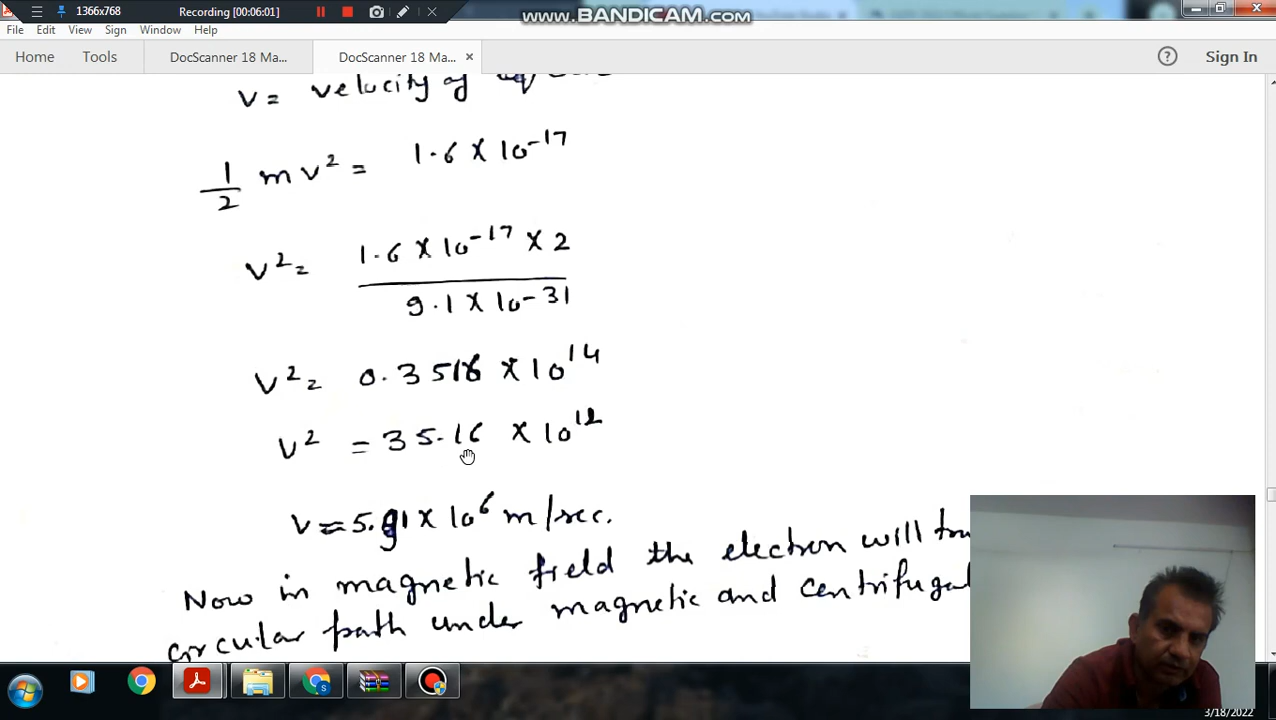 1366x768 Recording [00:06:01]
www.BANDICAM.com
File Edit View Sign Window Help
Home Tools DocScanner 18 Ma... DocScanner 18 Ma... × Sign In
V = velocity of
1/2 m v² = 1.6 × 10⁻¹⁷
V² = 1.6 × 10⁻¹⁷ × 2
9.1 × 10⁻³¹
V² = 0.3516 × 10¹⁴
V² = 35.16 × 10¹²
V = 5.91 × 10⁶ m/sec.
Now in magnetic field the electron will
circular path under magnetic and centrifugal
3/18/2022